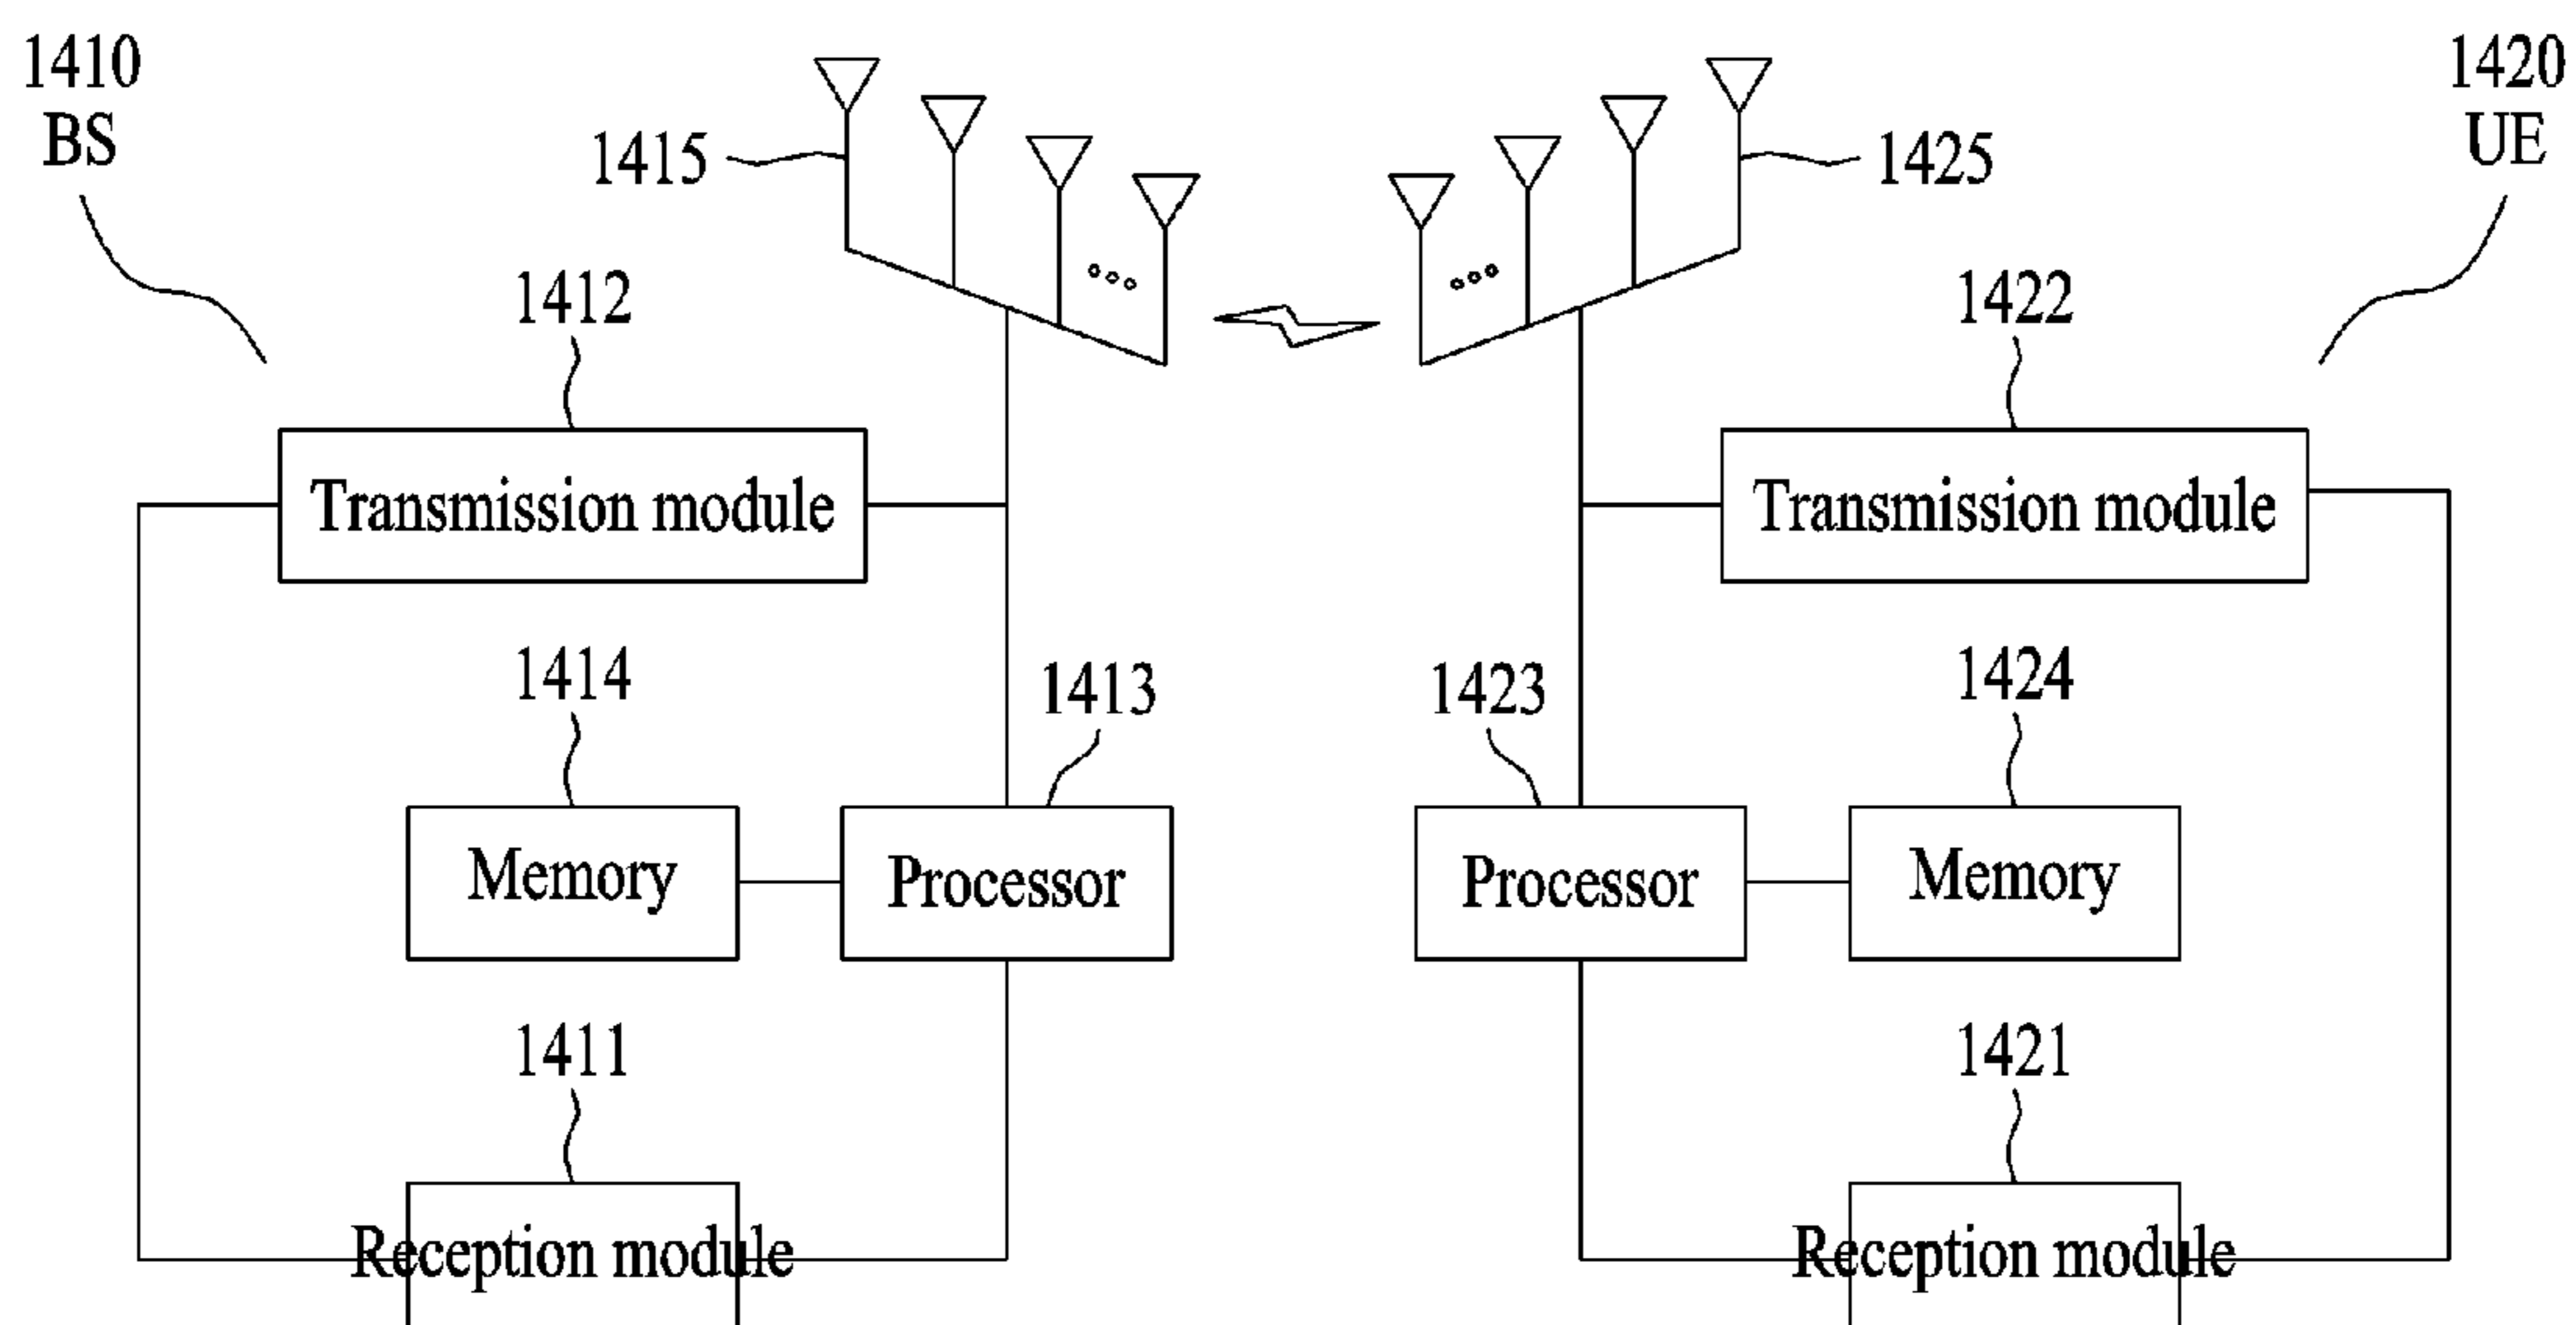 1410
BS
1420
UE
1415
1425
1412
1422
Transmission module
Transmission module
1414
1413
1423
1424
Memory
Processor
Processor
Memory
1411
1421
Reception module
Reception module